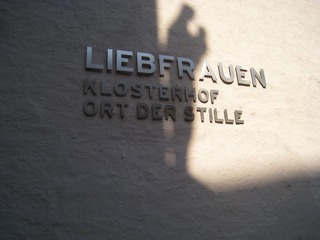 LIEBFRAUEN
KLOSTERHOF
ORT DER STILLE